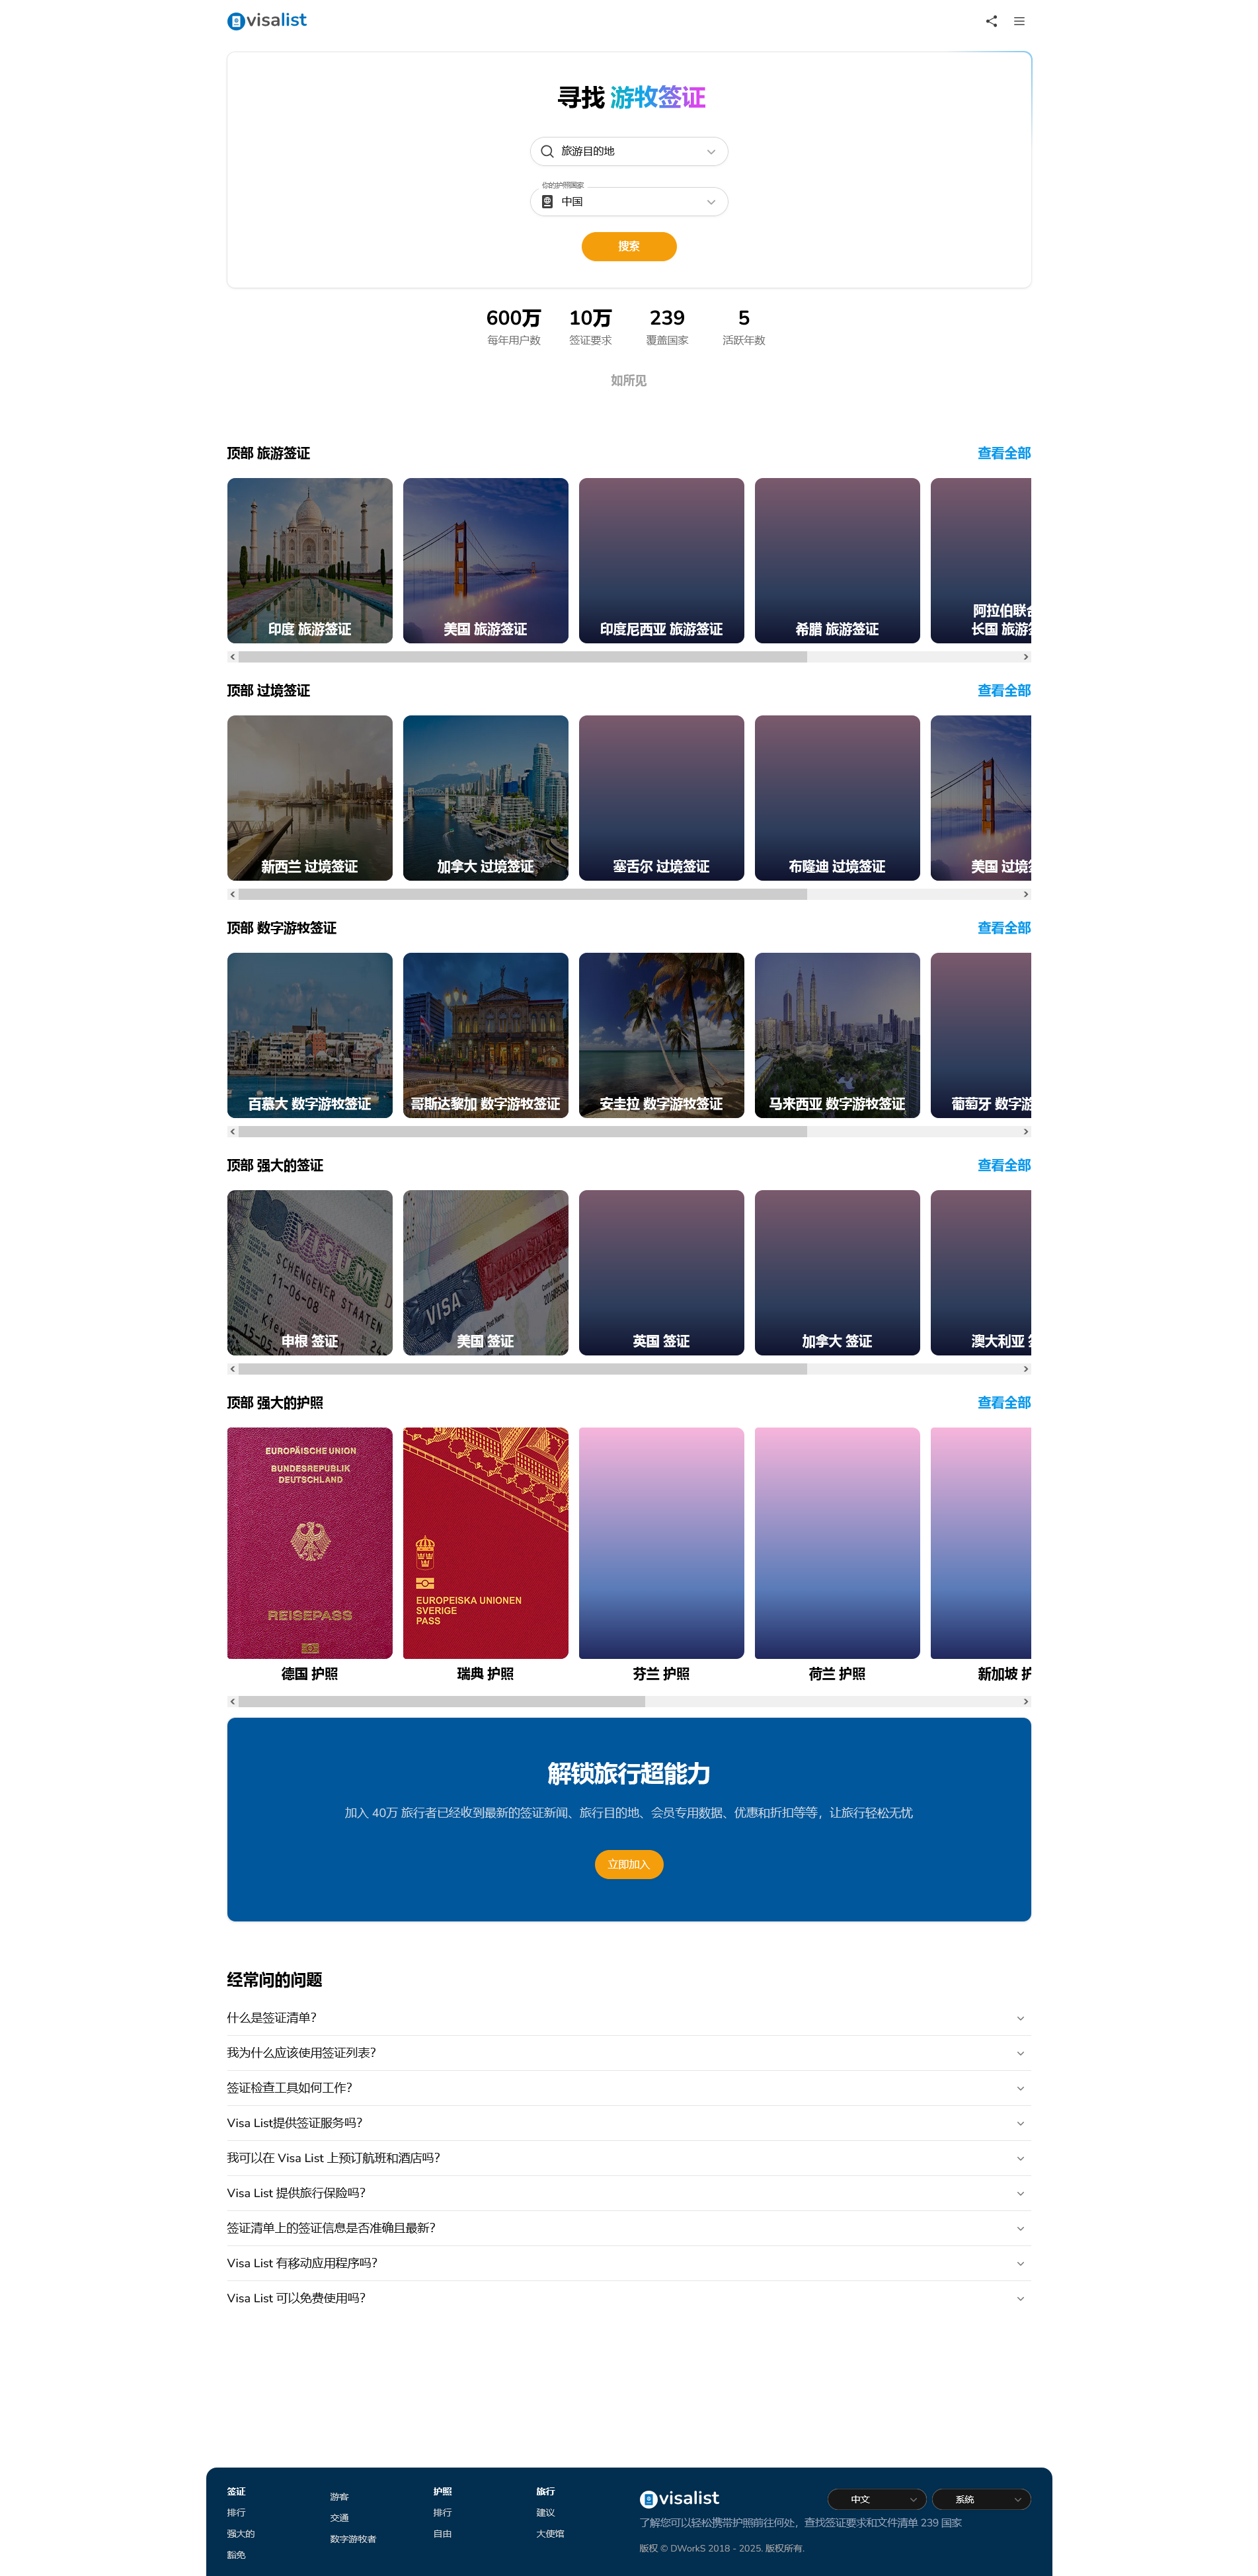 visalist
寻找 游牧签证
旅游目的地
你的护照国家
中国
搜索
600万
每年用户数
10万
签证要求
239
覆盖国家
5
活跃年数
如所见
顶部 旅游签证
查看全部
印度 旅游签证
美国 旅游签证
印度尼西亚 旅游签证
希腊 旅游签证
阿拉伯联合
长国 旅游签
顶部 过境签证
查看全部
新西兰 过境签证
加拿大 过境签证
塞舌尔 过境签证
布隆迪 过境签证
美国 过境签
顶部 数字游牧签证
查看全部
百慕大 数字游牧签证
哥斯达黎加 数字游牧签证
安圭拉 数字游牧签证
马来西亚 数字游牧签证
葡萄牙 数字游
顶部 强大的签证
查看全部
VISUM
SCHENGENER STATEN
11-06-08
C
Kiew
15-05-09
24
申根 签证
UNITED STATES
AMERICA
VISA
美国 签证
英国 签证
加拿大 签证
澳大利亚 签
顶部 强大的护照
查看全部
EUROPÄISCHE UNION
BUNDESREPUBLIK
DEUTSCHLAND
REISEPASS
德国 护照
EUROPEISKA UNIONEN
SVERIGE
PASS
瑞典 护照
芬兰 护照
荷兰 护照
新加坡 护
解锁旅行超能力
加入 40万 旅行者已经收到最新的签证新闻、旅行目的地、会员专用数据、优惠和折扣等等，让旅行轻松无忧
立即加入
经常问的问题
什么是签证清单？
我为什么应该使用签证列表？
签证检查工具如何工作？
Visa List提供签证服务吗？
我可以在 Visa List 上预订航班和酒店吗？
Visa List 提供旅行保险吗？
签证清单上的签证信息是否准确且最新？
Visa List 有移动应用程序吗？
Visa List 可以免费使用吗？
签证
排行
强大的
豁免
游客
交通
数字游牧者
护照
排行
自由
旅行
建议
大使馆
visalist
中文
系统
了解您可以轻松携带护照前往何处，查找签证要求和文件清单 239 国家
版权 © DWorkS 2018 - 2025. 版权所有.